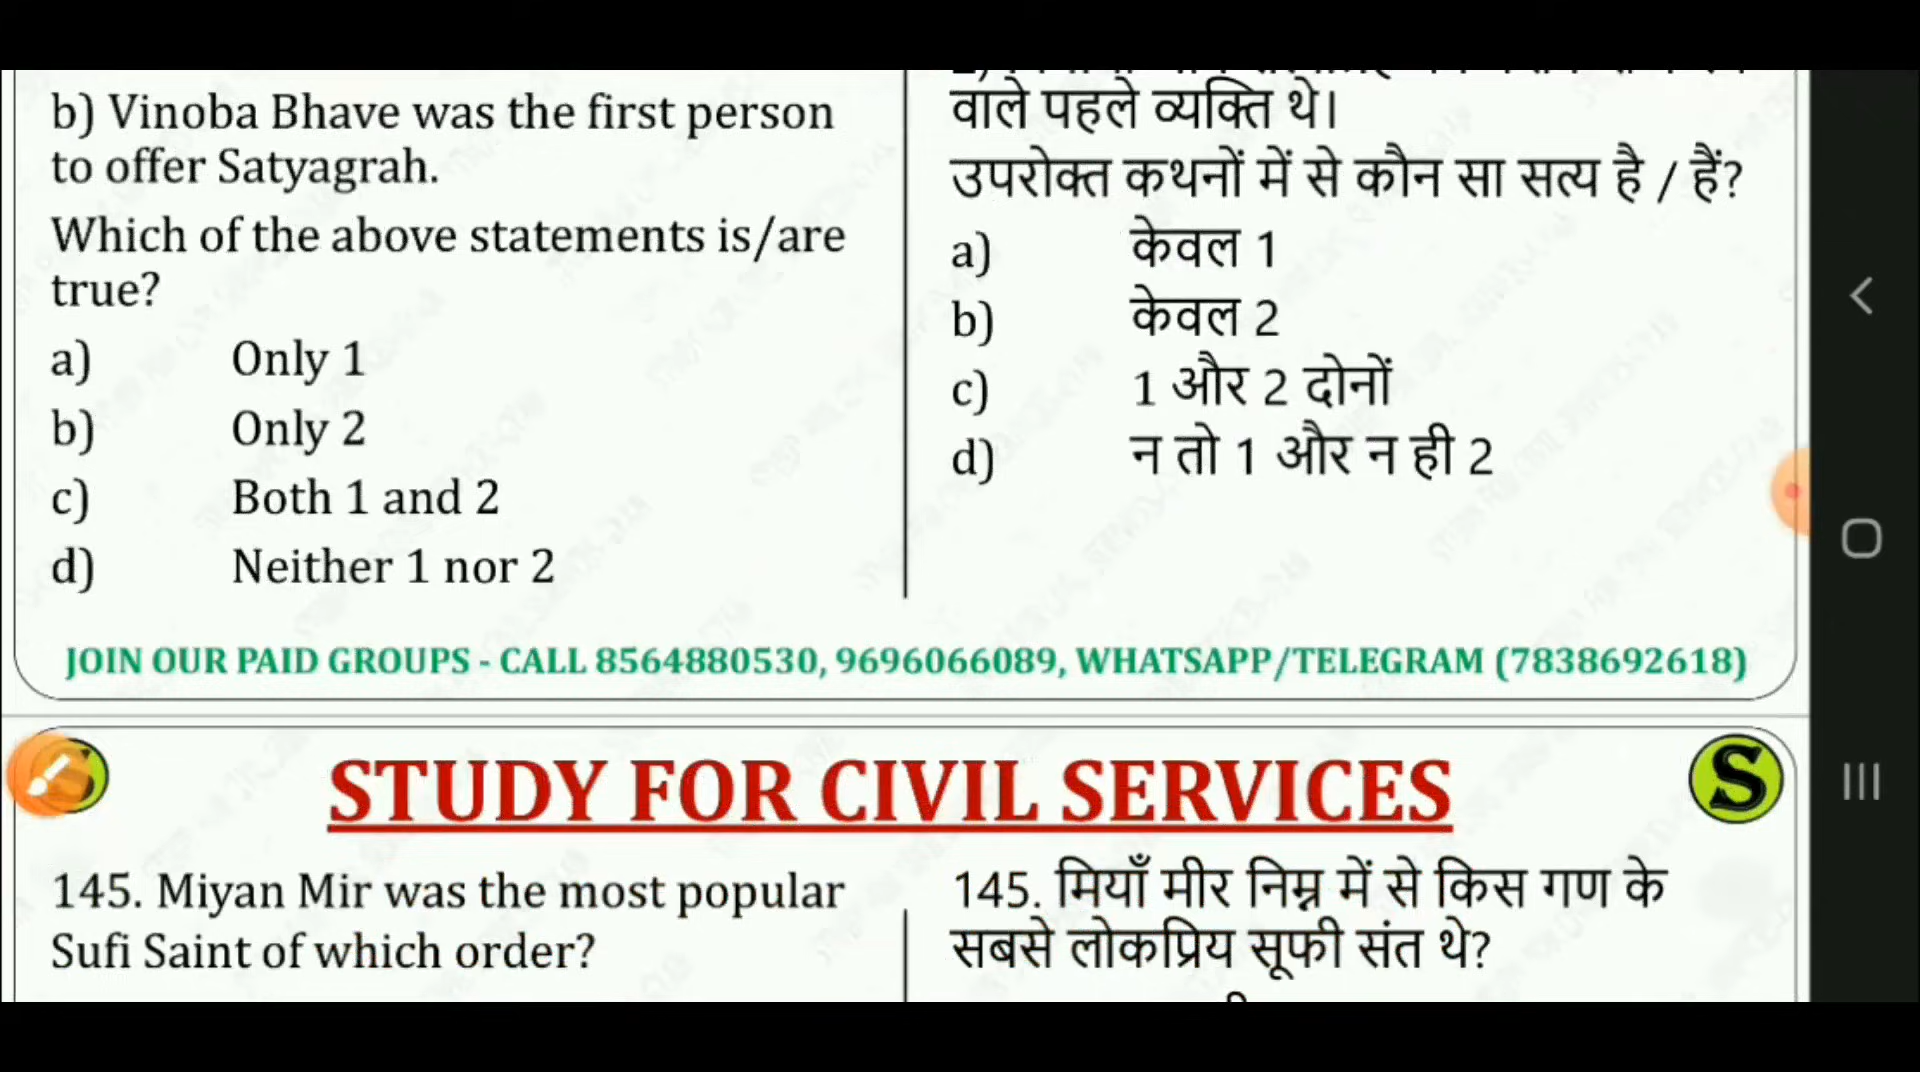 b) Vinoba Bhave was the first person
to offer Satyagrah.
Which of the above statements is/are
true?
a) Only 1
b) Only 2
c) Both 1 and 2
d) Neither 1 nor 2
वाले पहले व्यक्ति थे।
उपरोक्त कथनों में से कौन सा सत्य है / हैं?
a) केवल 1
b) केवल 2
c) 1 और 2 दोनों
d) न तो 1 और न ही 2
JOIN OUR PAID GROUPS - CALL 8564880530, 9696066089, WHATSAPP/TELEGRAM (7838692618)
STUDY FOR CIVIL SERVICES
S
145. Miyan Mir was the most popular
Sufi Saint of which order?
145. मियाँ मीर निम्न में से किस गण के
सबसे लोकप्रिय सूफी संत थे?